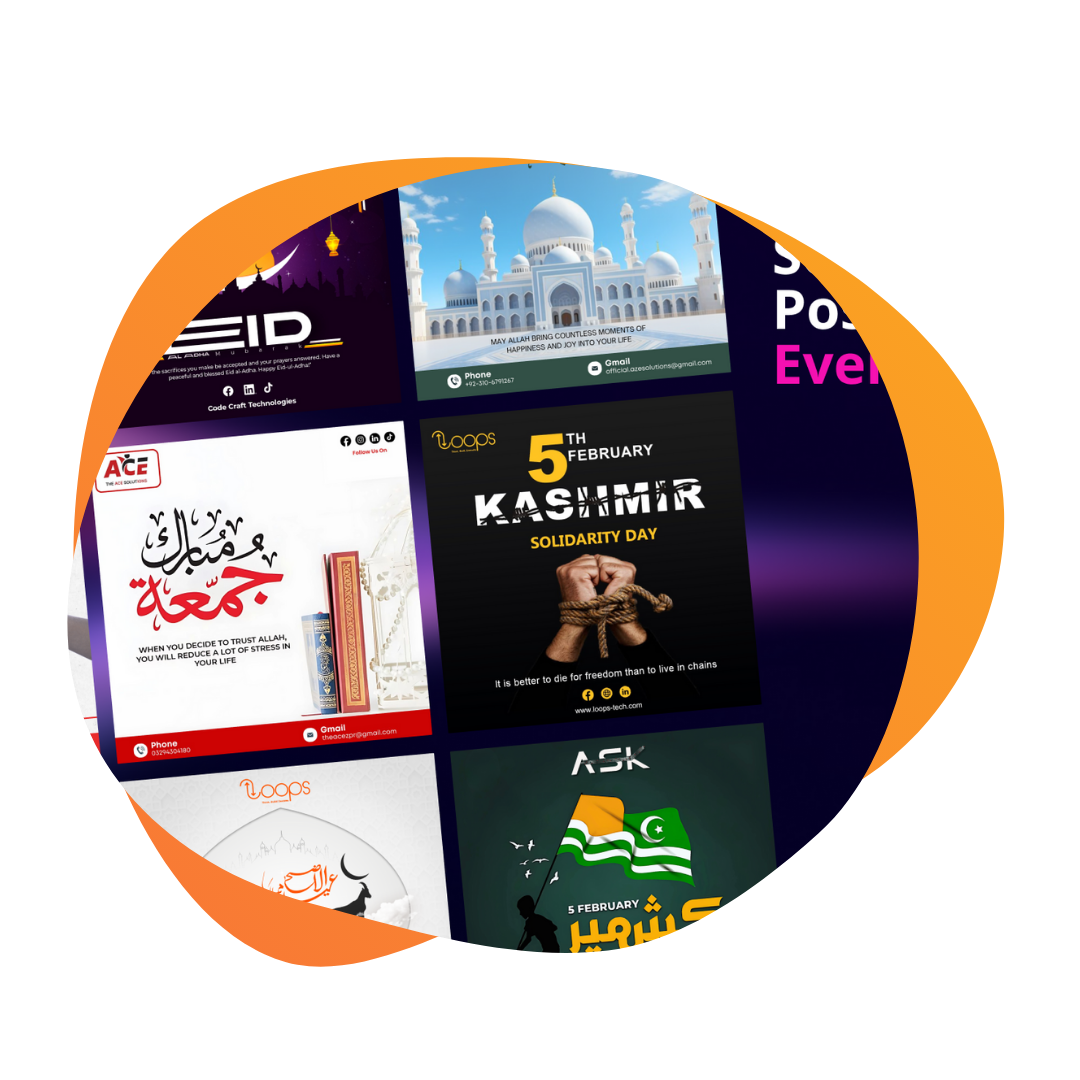 EID
AL ADHA Mubarak
the sacrifices you make be accepted and your prayers answered. Have a
peaceful and blessed Eid al-Adha. Happy Eid-ul-Adha!"
Code Craft Technologies
MAY ALLAH BRING COUNTLESS MOMENTS OF
HAPPINESS AND JOY INTO YOUR LIFE
Phone
+92-310-6791267
Gmail
official.azesolutions@gmail.com
ACE
THE ACE SOLUTIONS
Follow Us On
جمعة
مبارك
WHEN YOU DECIDE TO TRUST ALLAH,
YOU WILL REDUCE A LOT OF STRESS IN
YOUR LIFE
Phone
03294304180
Gmail
theacezpr@gmail.com
Loops
5TH
FEBRUARY
KASHMIR
SOLIDARITY DAY
It is better to die for freedom than to live in chains
www.loops-tech.com
Loops
ASK
5 FEBRUARY
کشمیر